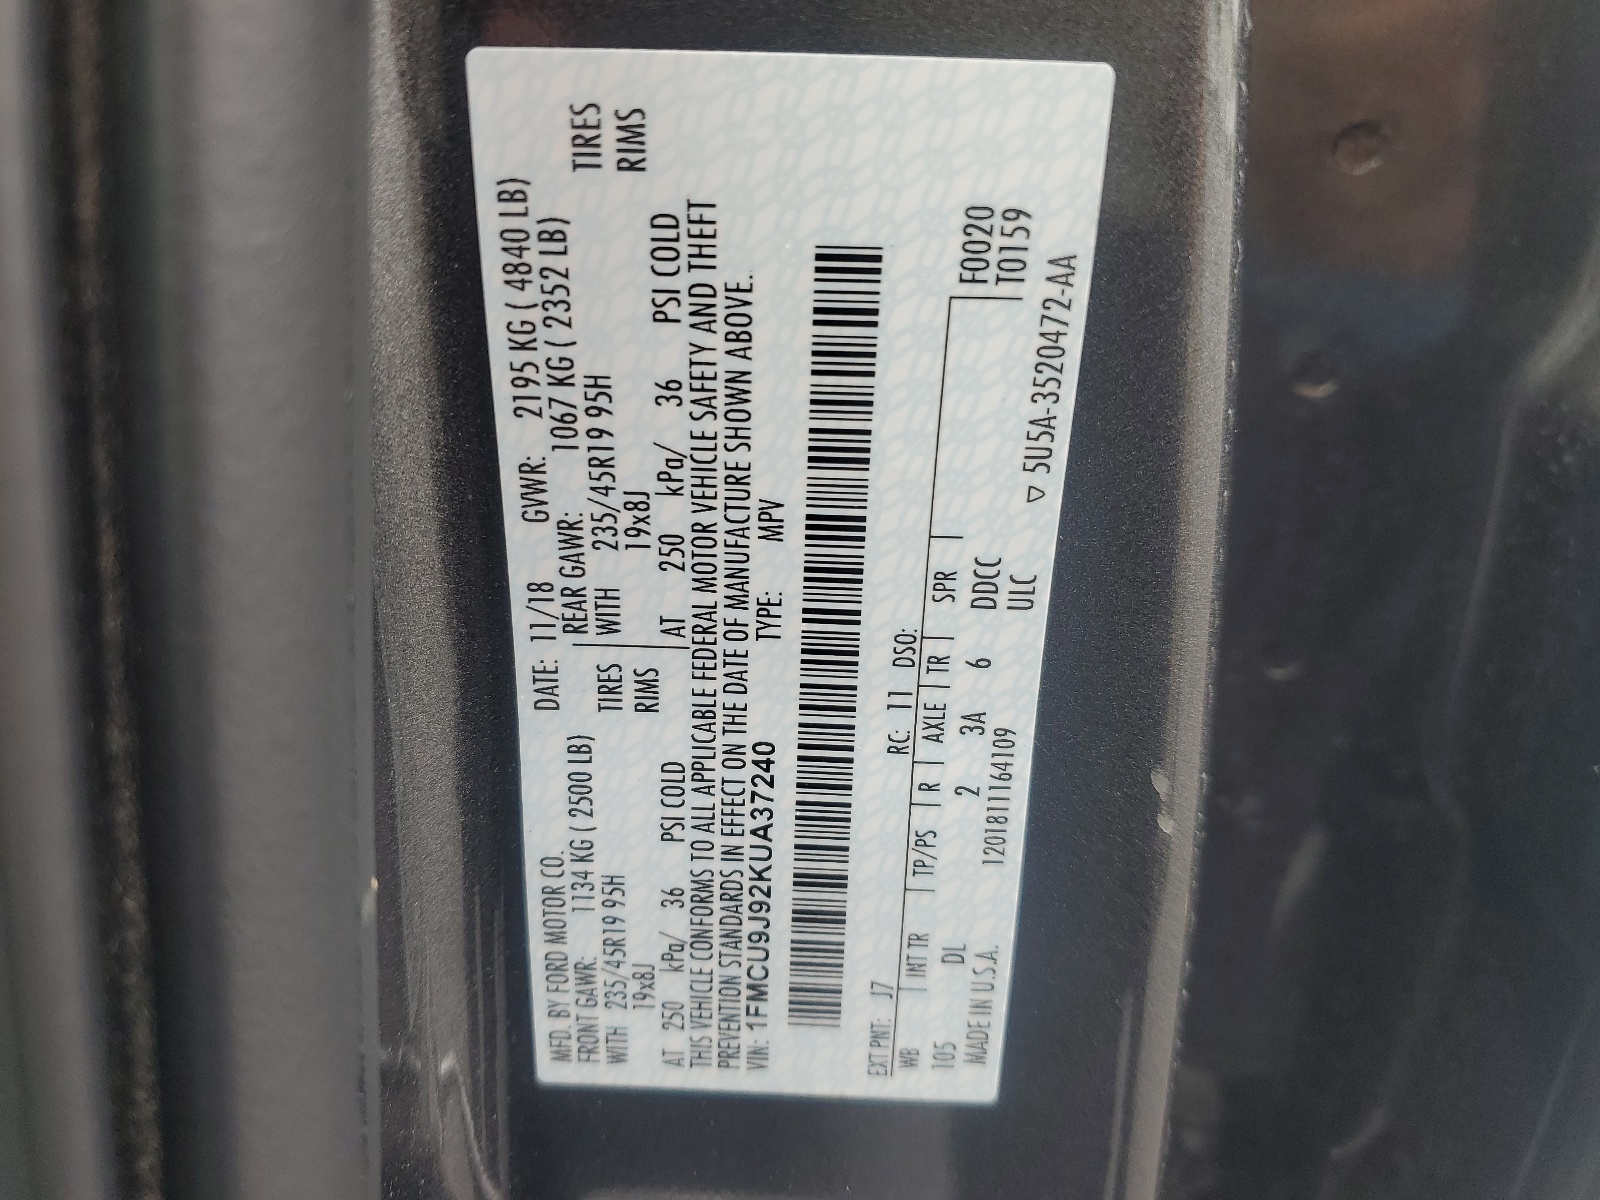 MFD. BY FORD MOTOR CO. DATE: 11/18 GVWR: 2195 KG ( 4840 LB)
FRONT GAWR: 1134 KG ( 2500 LB) REAR GAWR: 1067 KG ( 2352 LB)
WITH 235/45R19 95H TIRES WITH 235/45R19 95H TIRES
19x8J RIMS 19x8J RIMS
AT 250 kPa/ 36 PSI COLD AT 250 kPa/ 36 PSI COLD
THIS VEHICLE CONFORMS TO ALL APPLICABLE FEDERAL MOTOR VEHICLE SAFETY AND THEFT
PREVENTION STANDARDS IN EFFECT ON THE DATE OF MANUFACTURE SHOWN ABOVE.
VIN: 1FMCU9J92KUA37240 TYPE: MPV
EXT PNT: J7 RC: 11 DSO:
WB INT TR TP/PS R AXLE TR SPR F0020
105 DL 2 3A 6 DDCC T0159
MADE IN U.S.A. 1201811164109 ULC
▽ 5U5A-3520472-AA